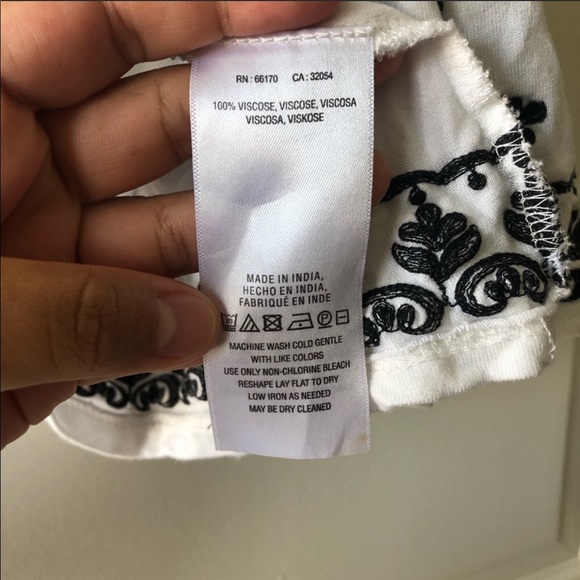 RN : 66170 CA : 32054
100% VISCOSE, VISCOSE, VISCOSA
VISCOSA, VISKOSE
MADE IN INDIA,
HECHO EN INDIA,
FABRIQUÉ EN INDE
MACHINE WASH COLD GENTLE
WITH LIKE COLORS
USE ONLY NON-CHLORINE BLEACH
RESHAPE LAY FLAT TO DRY
LOW IRON AS NEEDED
MAY BE DRY CLEANED